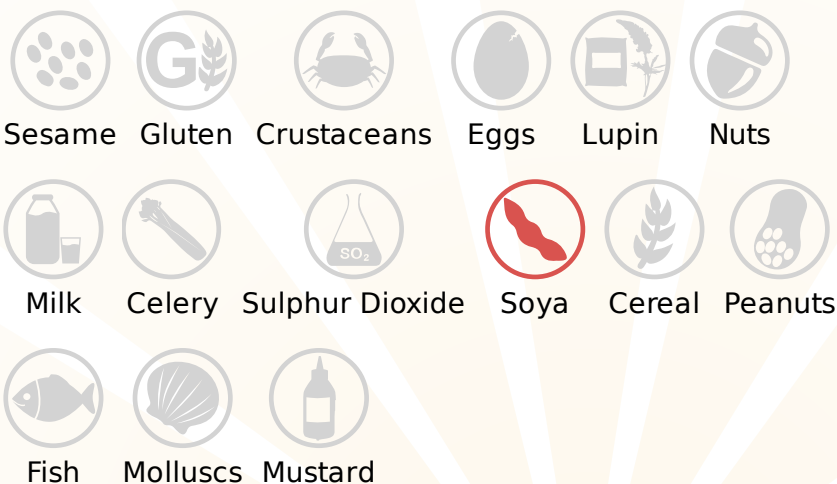 G
Sesame Gluten Crustaceans Eggs Lupin Nuts
SO₂
Milk Celery Sulphur Dioxide Soya Cereal Peanuts
Fish Molluscs Mustard